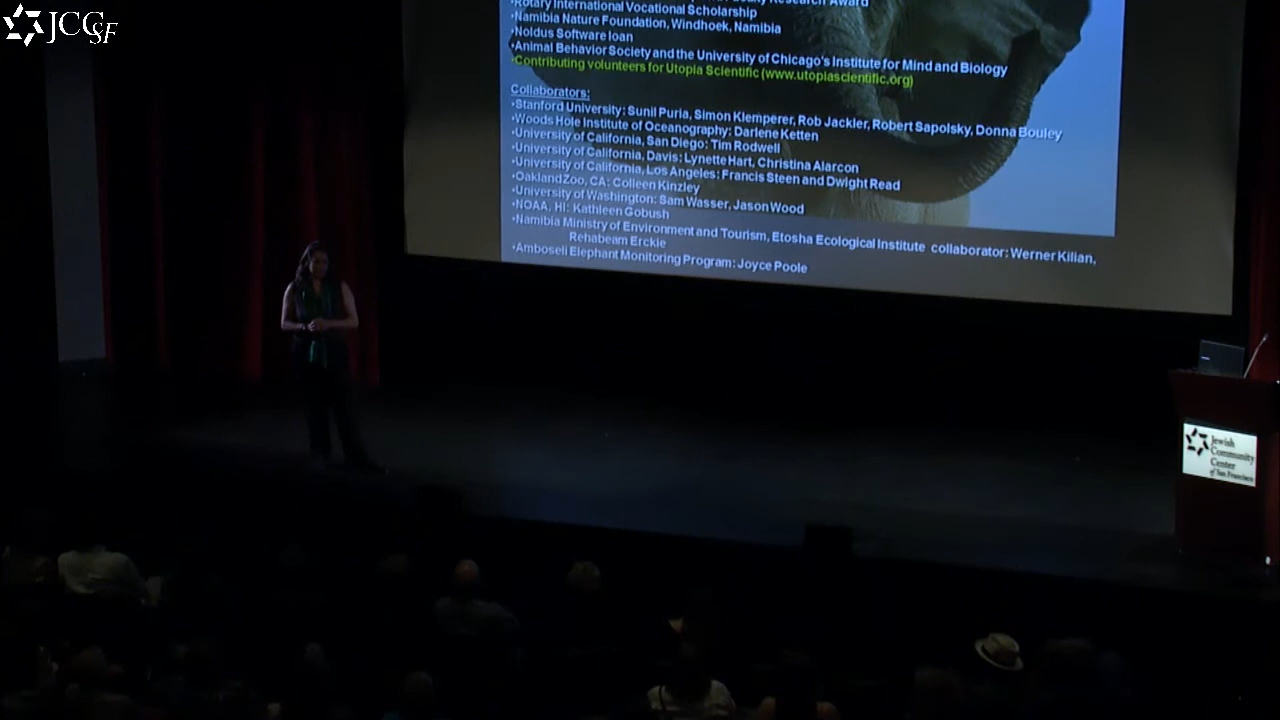 JCCSF
Faculty Research Award
•Rotary International Vocational Scholarship
•Namibia Nature Foundation, Windhoek, Namibia
•Noldus Software loan
•Animal Behavior Society and the University of Chicago's Institute for Mind and Biology
•Contributing volunteers for Utopia Scientific (www.utopiascientific.org)
Collaborators:
•Stanford University: Sunil Puria, Simon Klemperer, Rob Jackler, Robert Sapolsky, Donna Bouley
•Woods Hole Institute of Oceanography: Darlene Ketten
•University of California, San Diego: Tim Rodwell
•University of California, Davis: Lynette Hart, Christina Alarcon
•University of California, Los Angeles: Francis Steen and Dwight Read
•Oakland Zoo, CA: Colleen Kinzley
•University of Washington: Sam Wasser, Jason Wood
•NOAA, HI: Kathleen Gobush
•Namibia Ministry of Environment and Tourism, Etosha Ecological Institute collaborator: Werner Kilian,
Rehabeam Erckie
•Amboseli Elephant Monitoring Program: Joyce Poole
Jewish
Community
Center
of San Francisco